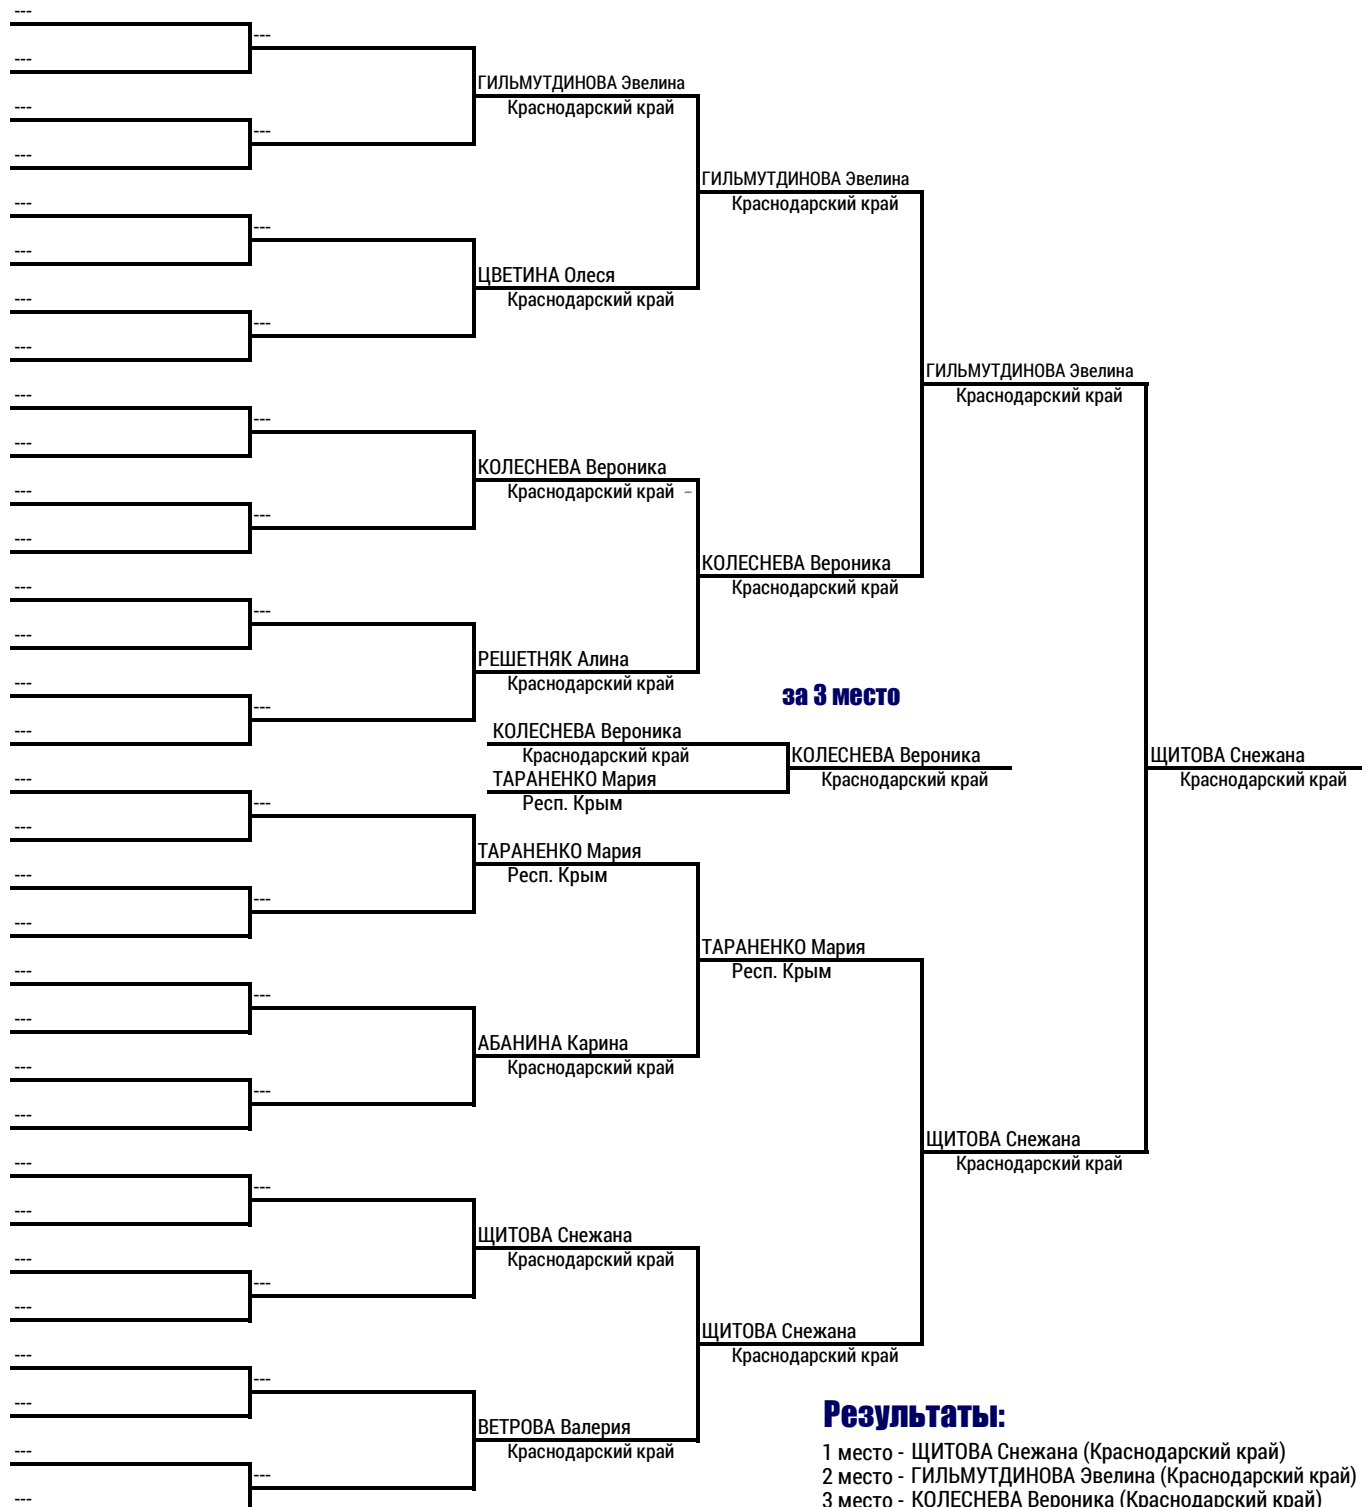 ---
---
---
ГИЛЬМУТДИНОВА Эвелина
Краснодарский край
---
---
---
ГИЛЬМУТДИНОВА Эвелина
Краснодарский край
---
---
---
ЦВЕТИНА Олеся
Краснодарский край
---
---
---
ГИЛЬМУТДИНОВА Эвелина
Краснодарский край
---
---
---
КОЛЕСНЕВА Вероника
Краснодарский край
---
---
---
КОЛЕСНЕВА Вероника
Краснодарский край
---
---
---
РЕШЕТНЯК Алина
Краснодарский край
---
---
---
за 3 место
КОЛЕСНЕВА Вероника
Краснодарский край
ТАРАНЕНКО Мария
Респ. Крым
КОЛЕСНЕВА Вероника
Краснодарский край
ЩИТОВА Снежана
Краснодарский край
---
---
---
ТАРАНЕНКО Мария
Респ. Крым
---
---
---
ТАРАНЕНКО Мария
Респ. Крым
---
---
---
АБАНИНА Карина
Краснодарский край
---
---
---
ЩИТОВА Снежана
Краснодарский край
---
---
---
ЩИТОВА Снежана
Краснодарский край
---
---
---
ЩИТОВА Снежана
Краснодарский край
---
---
---
ВЕТРОВА Валерия
Краснодарский край
---
---
---
Результаты:
1 место - ЩИТОВА Снежана (Краснодарский край)
2 место - ГИЛЬМУТДИНОВА Эвелина (Краснодарский край)
3 место - КОЛЕСНЕВА Вероника (Краснодарский край)